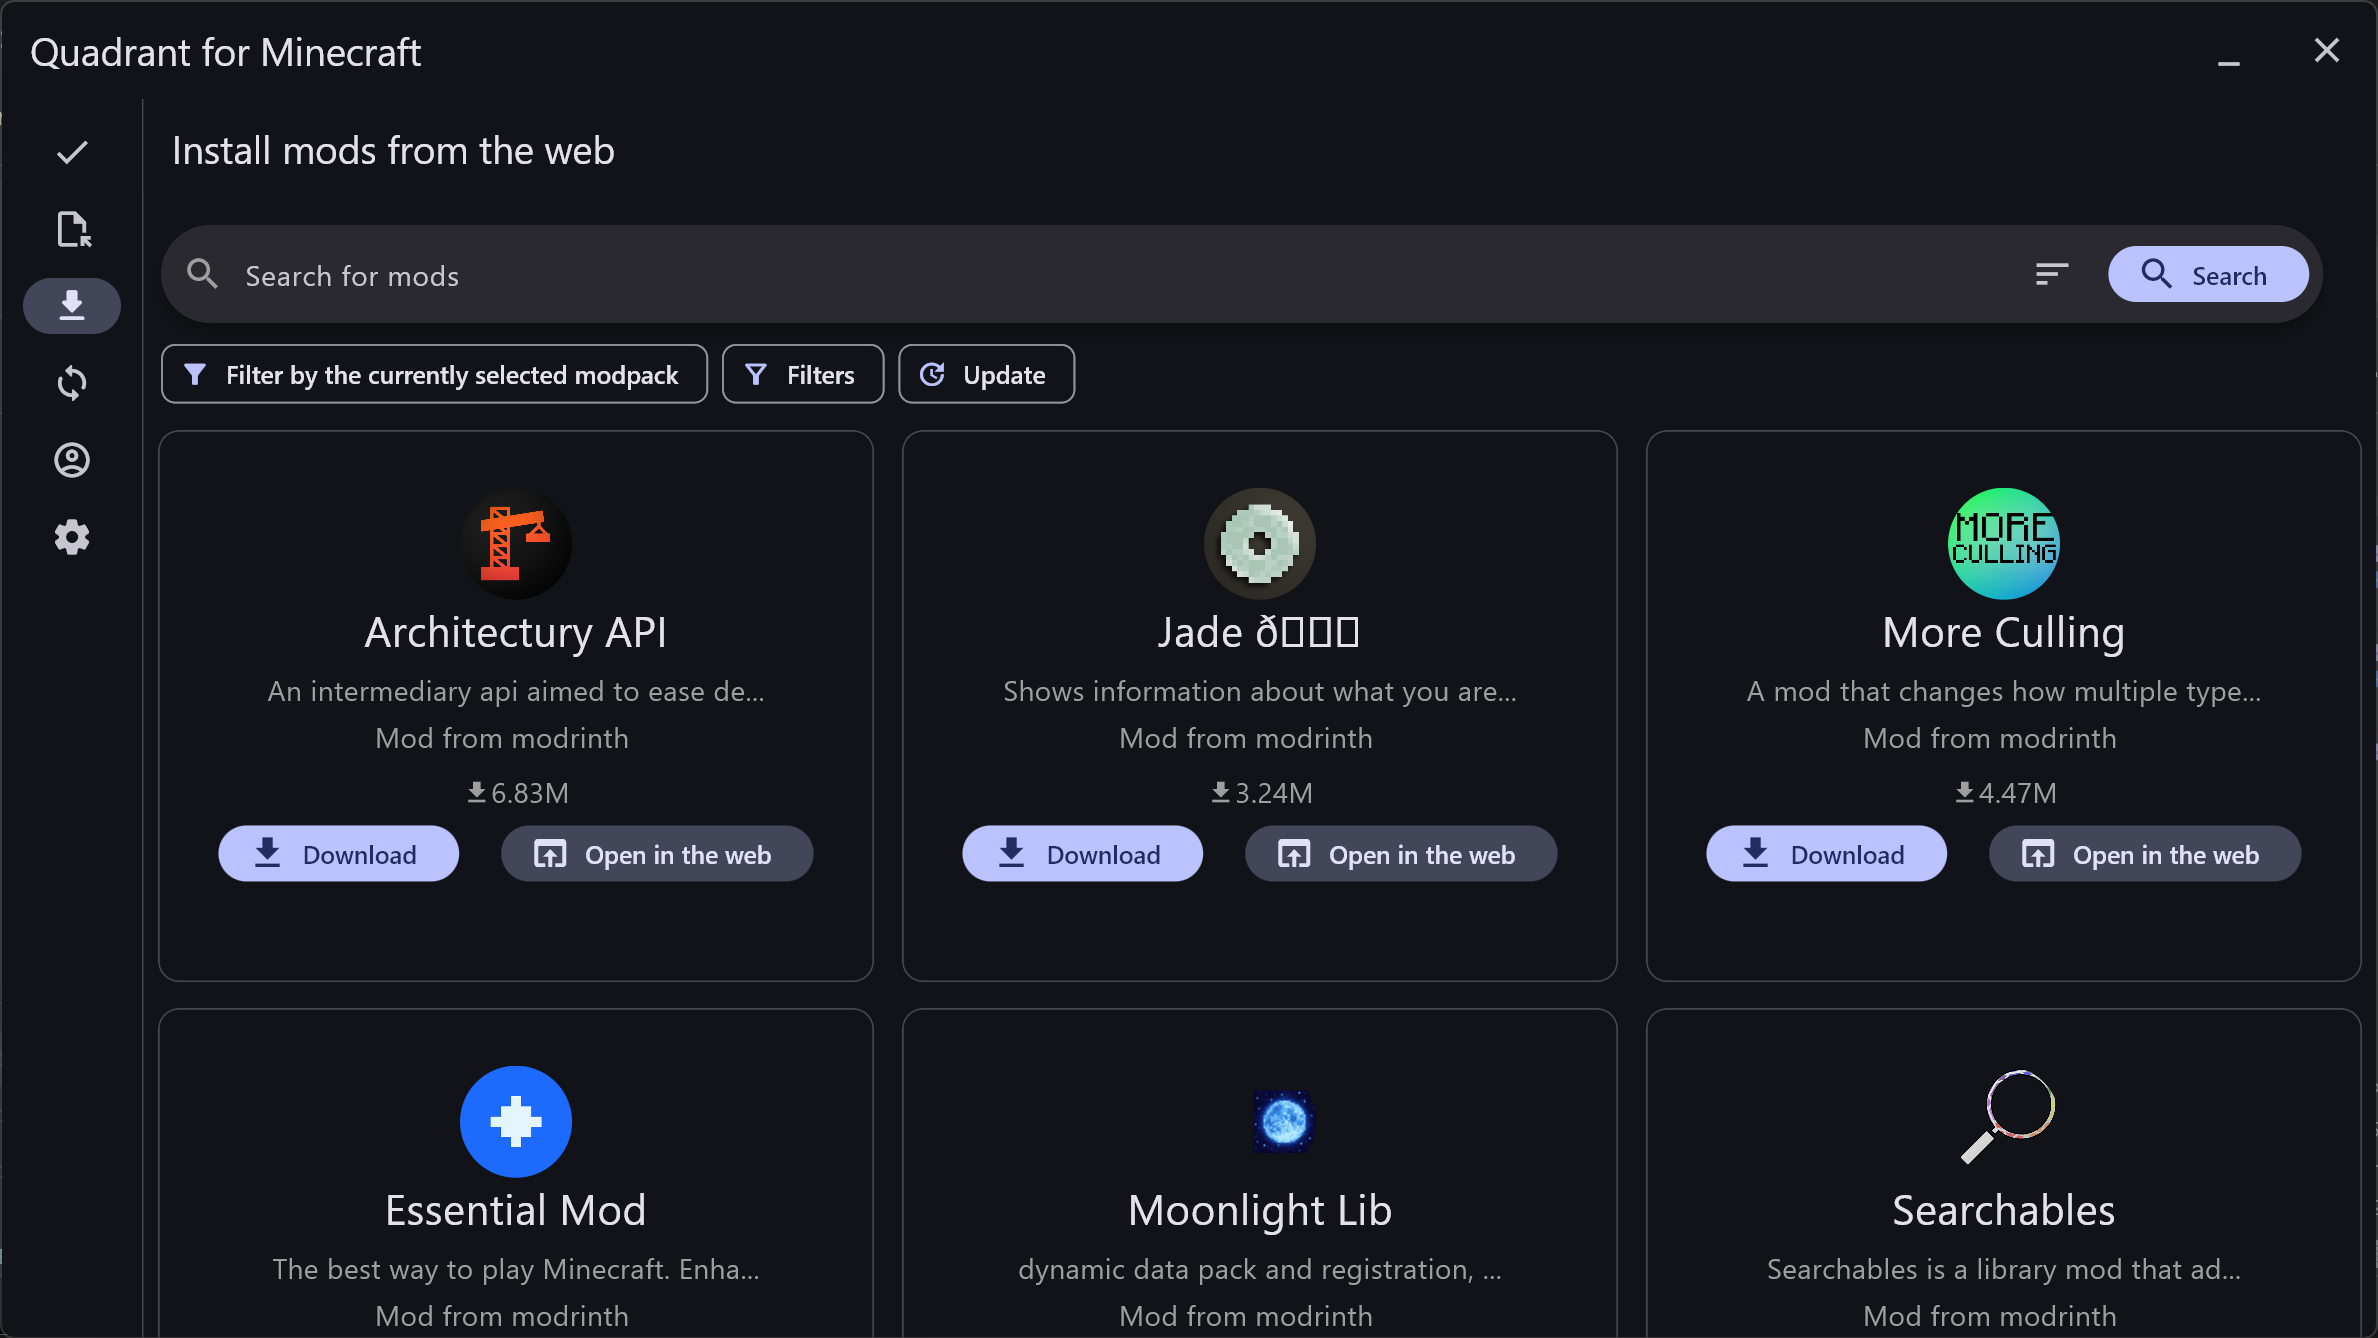 Quadrant for Minecraft
Install mods from the web
Search for mods
Search
Filter by the currently selected modpack
Filters
Update
Architectury API
An intermediary api aimed to ease de...
Mod from modrinth
6.83M
Download
Open in the web
Jade ð▯▯▯
Shows information about what you are...
Mod from modrinth
3.24M
Download
Open in the web
MORE
CULLING
More Culling
A mod that changes how multiple type...
Mod from modrinth
4.47M
Download
Open in the web
Essential Mod
The best way to play Minecraft. Enha...
Mod from modrinth
Moonlight Lib
dynamic data pack and registration, ...
Mod from modrinth
Searchables
Searchables is a library mod that ad...
Mod from modrinth